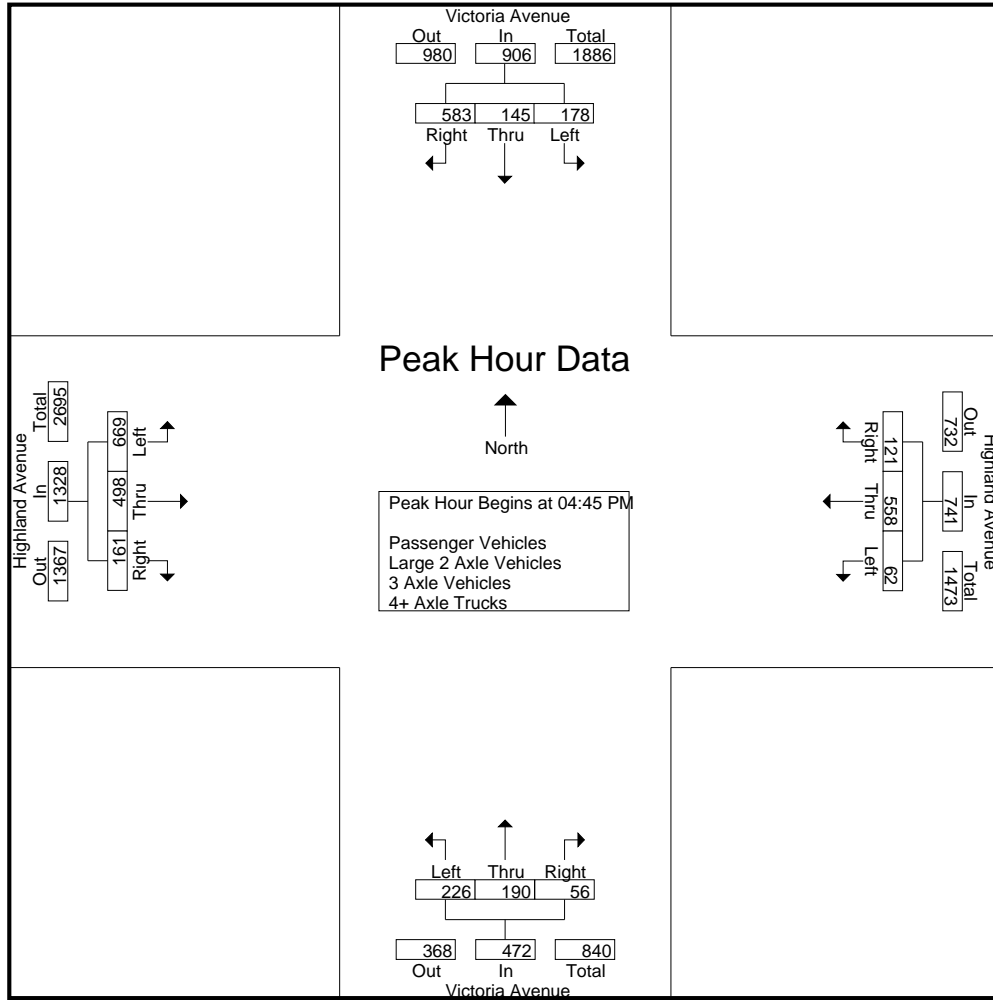 Victoria Avenue
Out In Total
980 906 1886
583 145 178
Right Thru Left
Peak Hour Data
North
Peak Hour Begins at 04:45 PM
Passenger Vehicles
Large 2 Axle Vehicles
3 Axle Vehicles
4+ Axle Trucks
Highland Avenue
Out In Total
1367 1328 2695
161 498 669
Right Thru Left
Highland Avenue
Out In Total
732 741 1473
121 558 62
Right Thru Left
Left Thru Right
226 190 56
368 472 840
Out In Total
Victoria Avenue